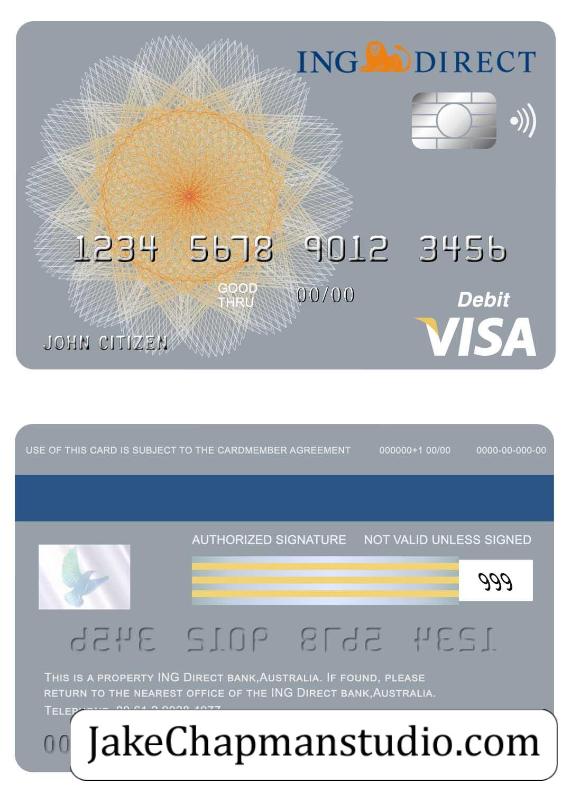 ING DIRECT
1234 5678 9012 3456
GOOD
THRU 00/00
Debit
VISA
JOHN CITIZEN
USE OF THIS CARD IS SUBJECT TO THE CARDMEMBER AGREEMENT 000000+1 00/00 0000-00-000-00
AUTHORIZED SIGNATURE NOT VALID UNLESS SIGNED
999
THIS IS A PROPERTY ING DIRECT BANK,AUSTRALIA. IF FOUND, PLEASE
RETURN TO THE NEAREST OFFICE OF THE ING DIRECT BANK,AUSTRALIA.
00
JakeChapmanstudio.com